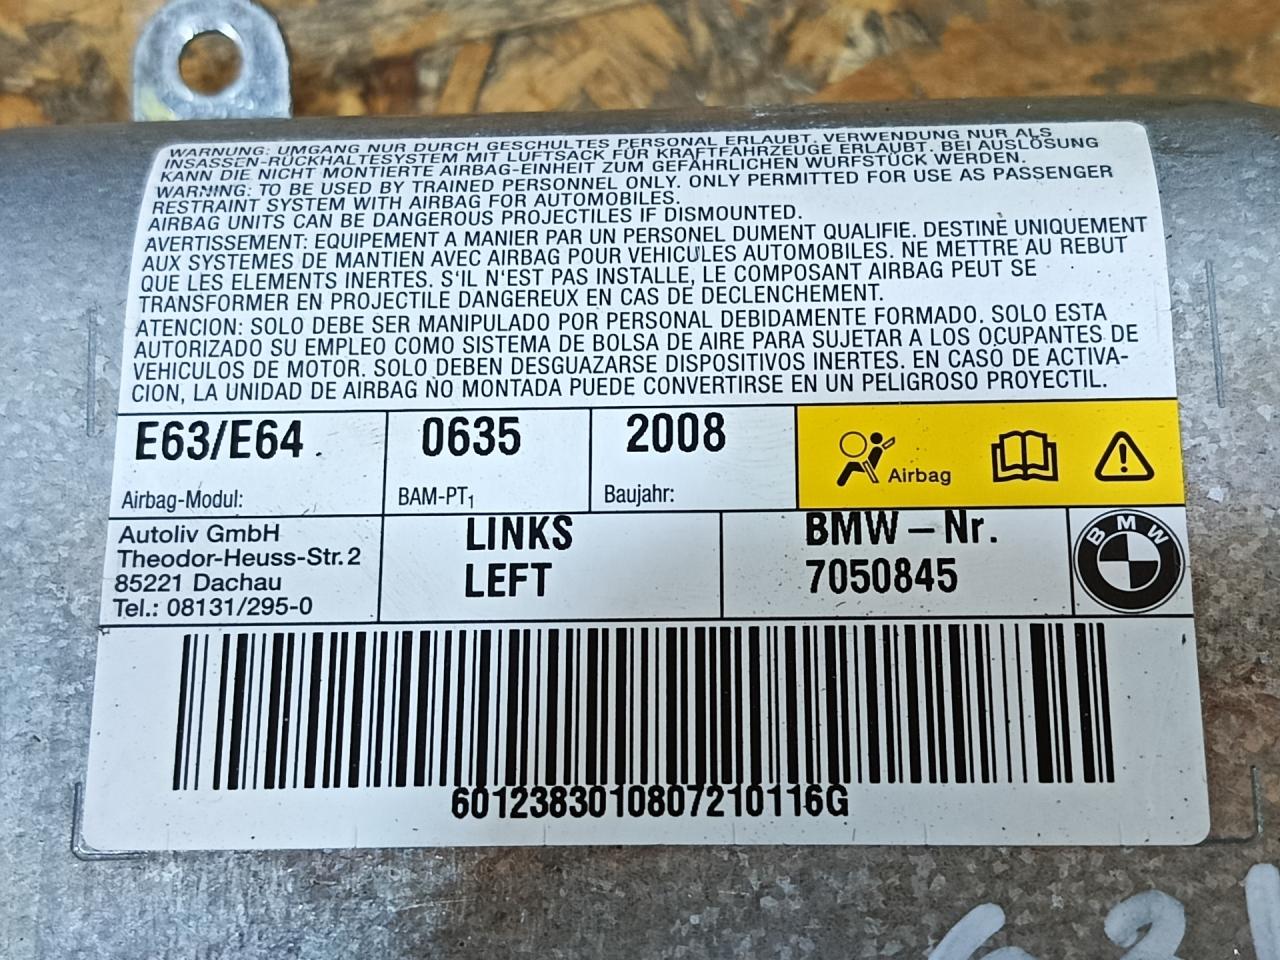 WARNUNG: UMGANG NUR DURCH GESCHULTES PERSONAL ERLAUBT. VERWENDUNG NUR ALS
INSASSEN-RÜCKHALTESYSTEM MIT LUFTSACK FÜR KRAFTFAHRZEUGE ERLAUBT. BEI AUSLÖSUNG
KANN DIE NICHT MONTIERTE AIRBAG-EINHEIT ZUM GEFÄHRLICHEN WURFSTÜCK WERDEN.
WARNING: TO BE USED BY TRAINED PERSONNEL ONLY. ONLY PERMITTED FOR USE AS PASSENGER
RESTRAINT SYSTEM WITH AIRBAG FOR AUTOMOBILES.
AIRBAG UNITS CAN BE DANGEROUS PROJECTILES IF DISMOUNTED.
AVERTISSEMENT: EQUIPEMENT A MANIER PAR UN PERSONEL DUMENT QUALIFIE. DESTINÉ UNIQUEMENT
AUX SYSTEMES DE MANTIEN AVEC AIRBAG POUR VEHICULES AUTOMOBILES. NE METTRE AU REBUT
QUE LES ELEMENTS INERTES. S'IL N'EST PAS INSTALLE, LE COMPOSANT AIRBAG PEUT SE
TRANSFORMER EN PROJECTILE DANGEREUX EN CAS DE DECLENCHEMENT.
ATENCION: SOLO DEBE SER MANIPULADO POR PERSONAL DEBIDAMENTE FORMADO. SOLO ESTA
AUTORIZADO SU EMPLEO COMO SISTEMA DE BOLSA DE AIRE PARA SUJETAR A LOS OCUPANTES DE
VEHICULOS DE MOTOR. SOLO DEBEN DESGUAZARSE DISPOSITIVOS INERTES. EN CASO DE ACTIVA-
CION, LA UNIDAD DE AIRBAG NO MONTADA PUEDE CONVERTIRSE EN UN PELIGROSO PROYECTIL.
E63/E64 0635 2008
Airbag-Modul: BAM-PT1 Baujahr: Airbag
Autoliv GmbH
Theodor-Heuss-Str. 2
85221 Dachau
Tel.: 08131/295-0
LINKS
LEFT
BMW-Nr.
7050845
BMW
6012383010807210116G